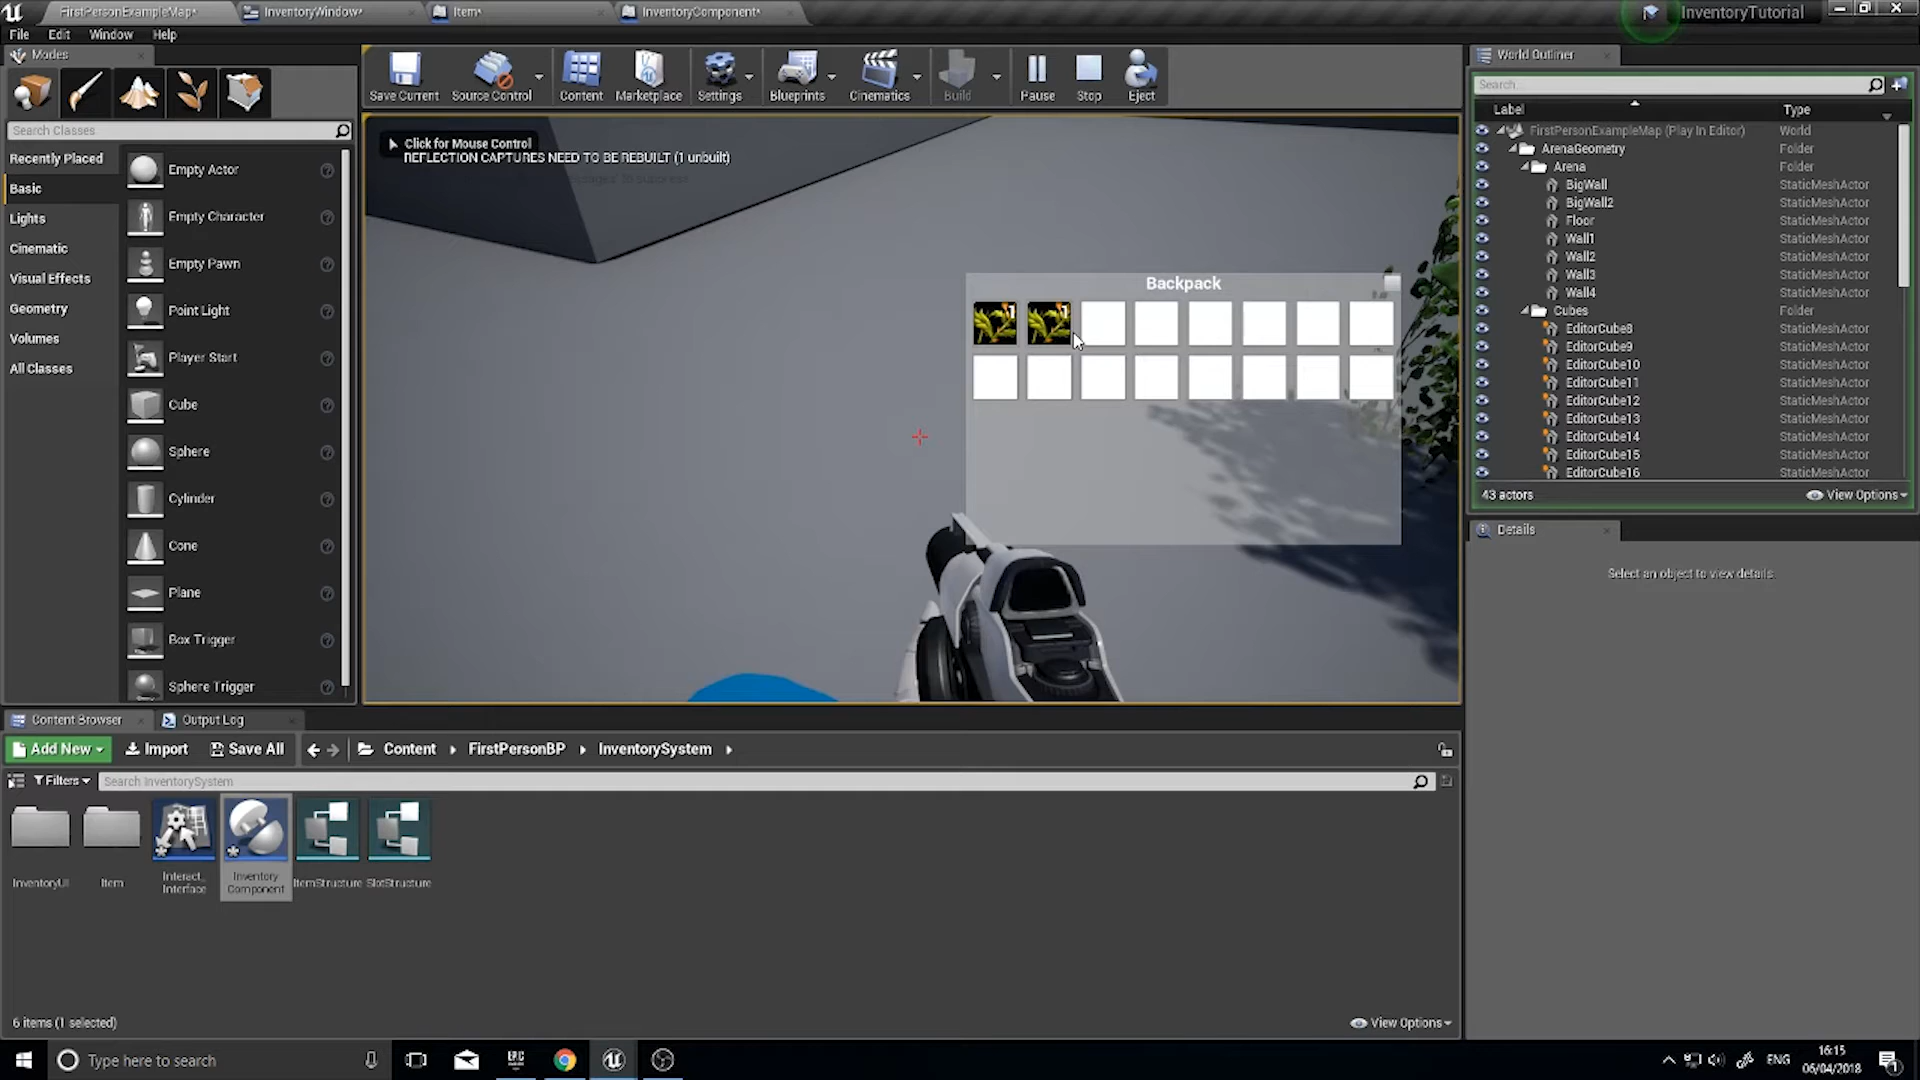 FirstPersonExampleMap*
InventoryWindow*
Item*
InventoryComponent*
InventoryTutorial
File Edit Window Help
Modes
Search Classes
Recently Placed
Basic
Lights
Cinematic
Visual Effects
Geometry
Volumes
All Classes
Empty Actor
Empty Character
Empty Pawn
Point Light
Player Start
Cube
Sphere
Cylinder
Cone
Plane
Box Trigger
Sphere Trigger
Save Current
Source Control
Content
Marketplace
Settings
Blueprints
Cinematics
Build
Pause
Stop
Eject
Click for Mouse Control
REFLECTION CAPTURES NEED TO BE REBUILT (1 unbuilt)
Backpack
1
1
World Outliner
Search...
Label Type
FirstPersonExampleMap (Play In Editor) World
ArenaGeometry Folder
Arena Folder
BigWall StaticMeshActor
BigWall2 StaticMeshActor
Floor StaticMeshActor
Wall1 StaticMeshActor
Wall2 StaticMeshActor
Wall3 StaticMeshActor
Wall4 StaticMeshActor
Cubes Folder
EditorCube8 StaticMeshActor
EditorCube9 StaticMeshActor
EditorCube10 StaticMeshActor
EditorCube11 StaticMeshActor
EditorCube12 StaticMeshActor
EditorCube13 StaticMeshActor
EditorCube14 StaticMeshActor
EditorCube15 StaticMeshActor
EditorCube16 StaticMeshActor
43 actors
View Options
Details
Select an object to view details.
Content Browser
Output Log
Add New
Import
Save All
Content
FirstPersonBP
InventorySystem
Filters
Search InventorySystem
InventoryUI
Item
Interact_
Interface
Inventory
Component
ItemStructure
SlotStructure
6 items (1 selected)
View Options
Type here to search
EPIC
ENG
16:15
06/04/2018
1